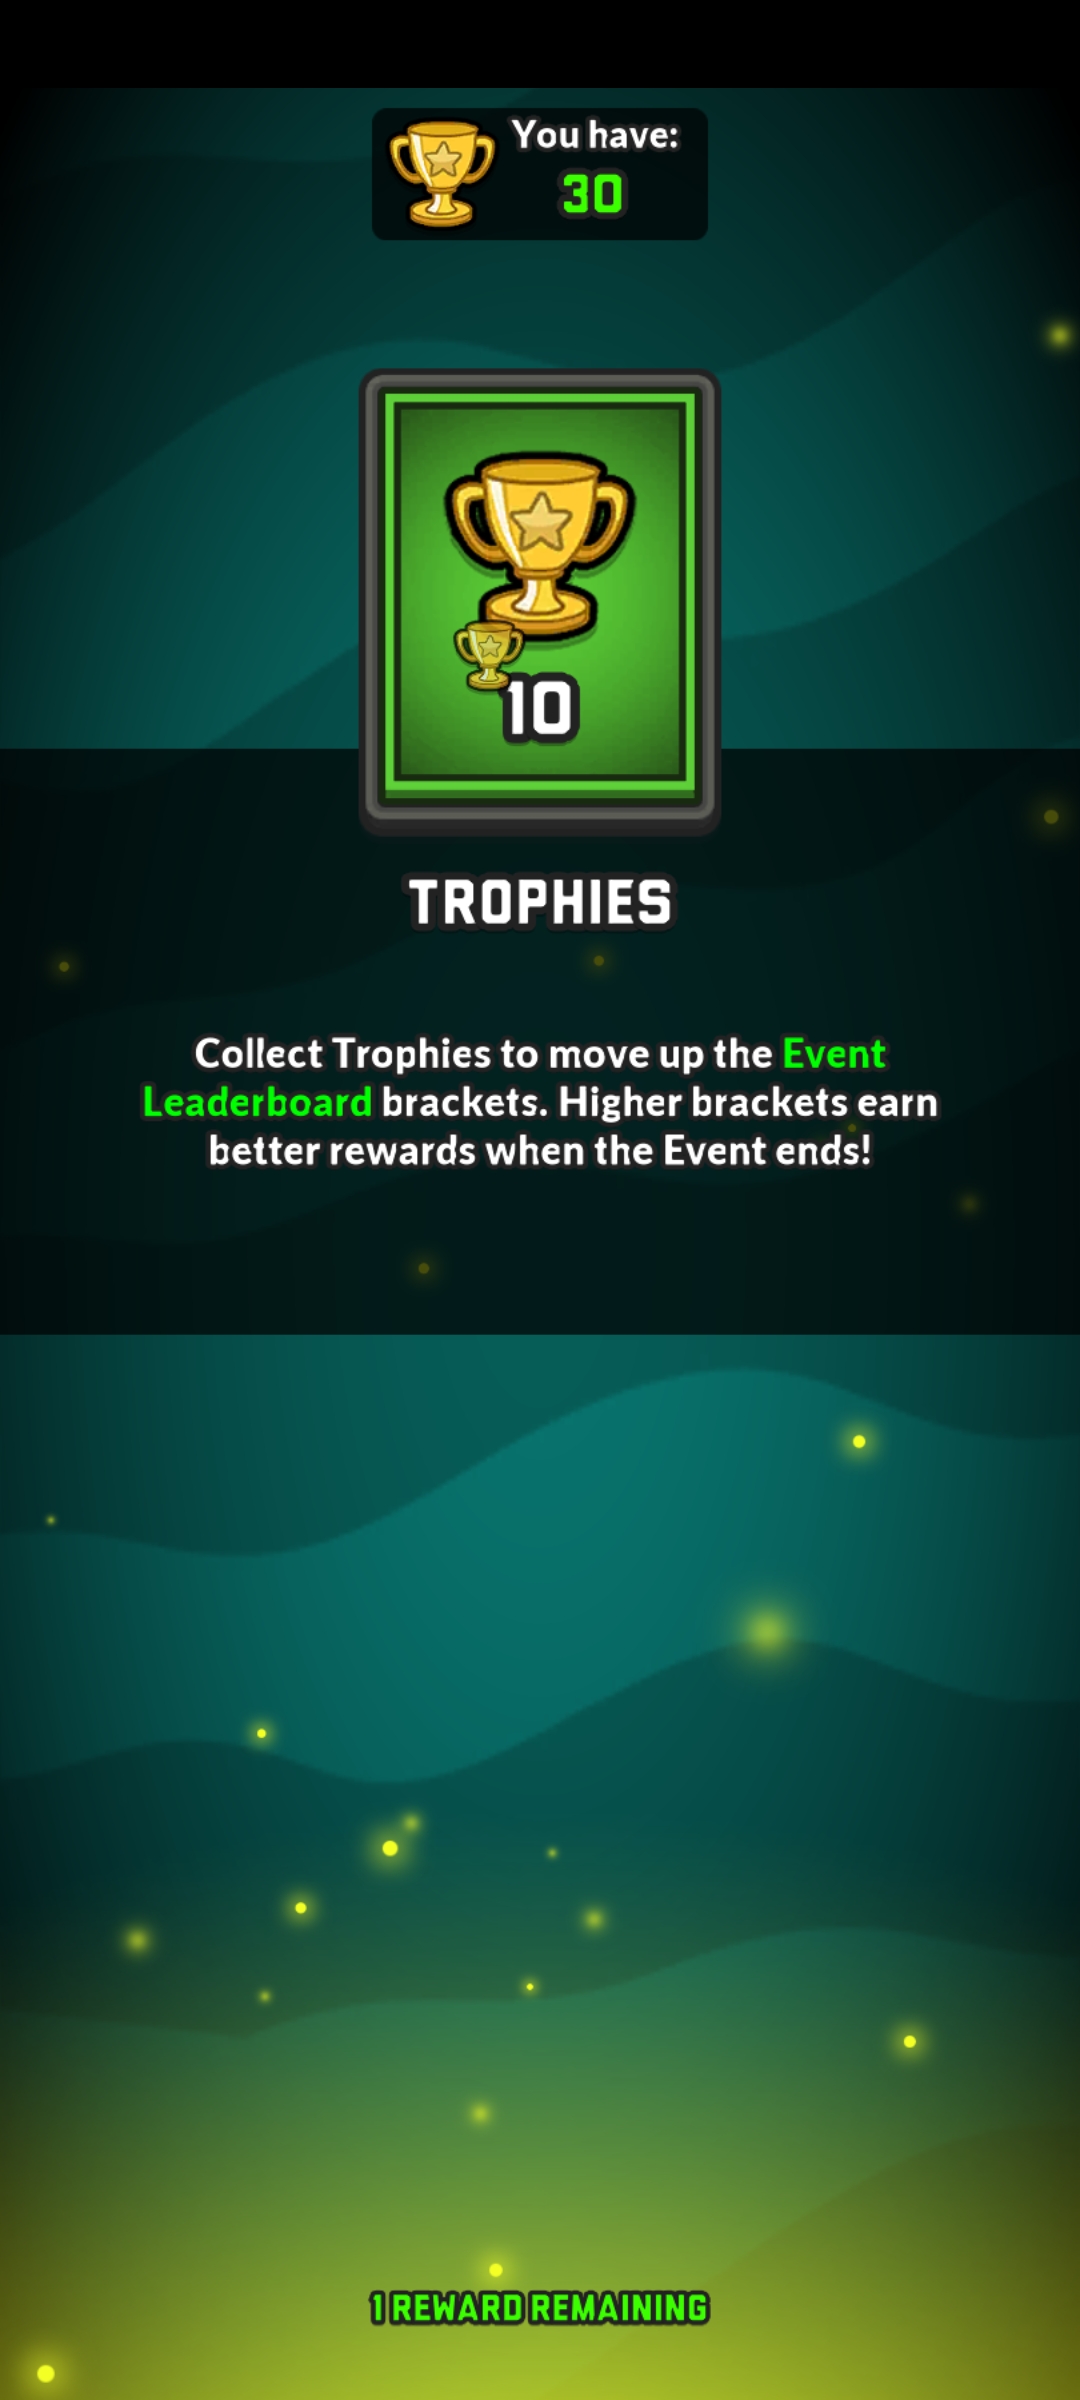 You have:
30
10
TROPHIES
Collect Trophies to move up the Event
Leaderboard brackets. Higher brackets earn
better rewards when the Event ends!
1 REWARD REMAINING